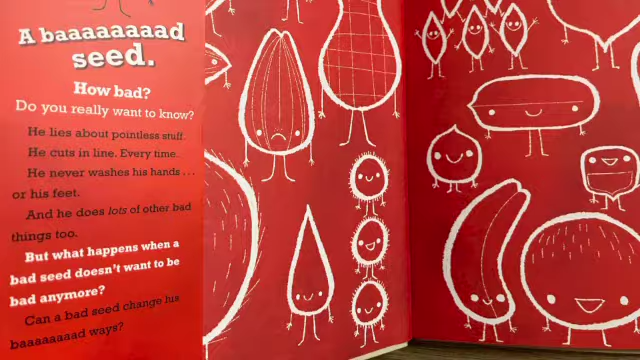 A baaaaaaaad
seed.
How bad?
Do you really want to know?
He lies about pointless stuff.
He cuts in line. Every time.
He never washes his hands . . .
or his feet.
And he does lots of other bad
things too.
But what happens when a
bad seed doesn't want to be
bad anymore?
Can a bad seed change his
baaaaaaaad ways?